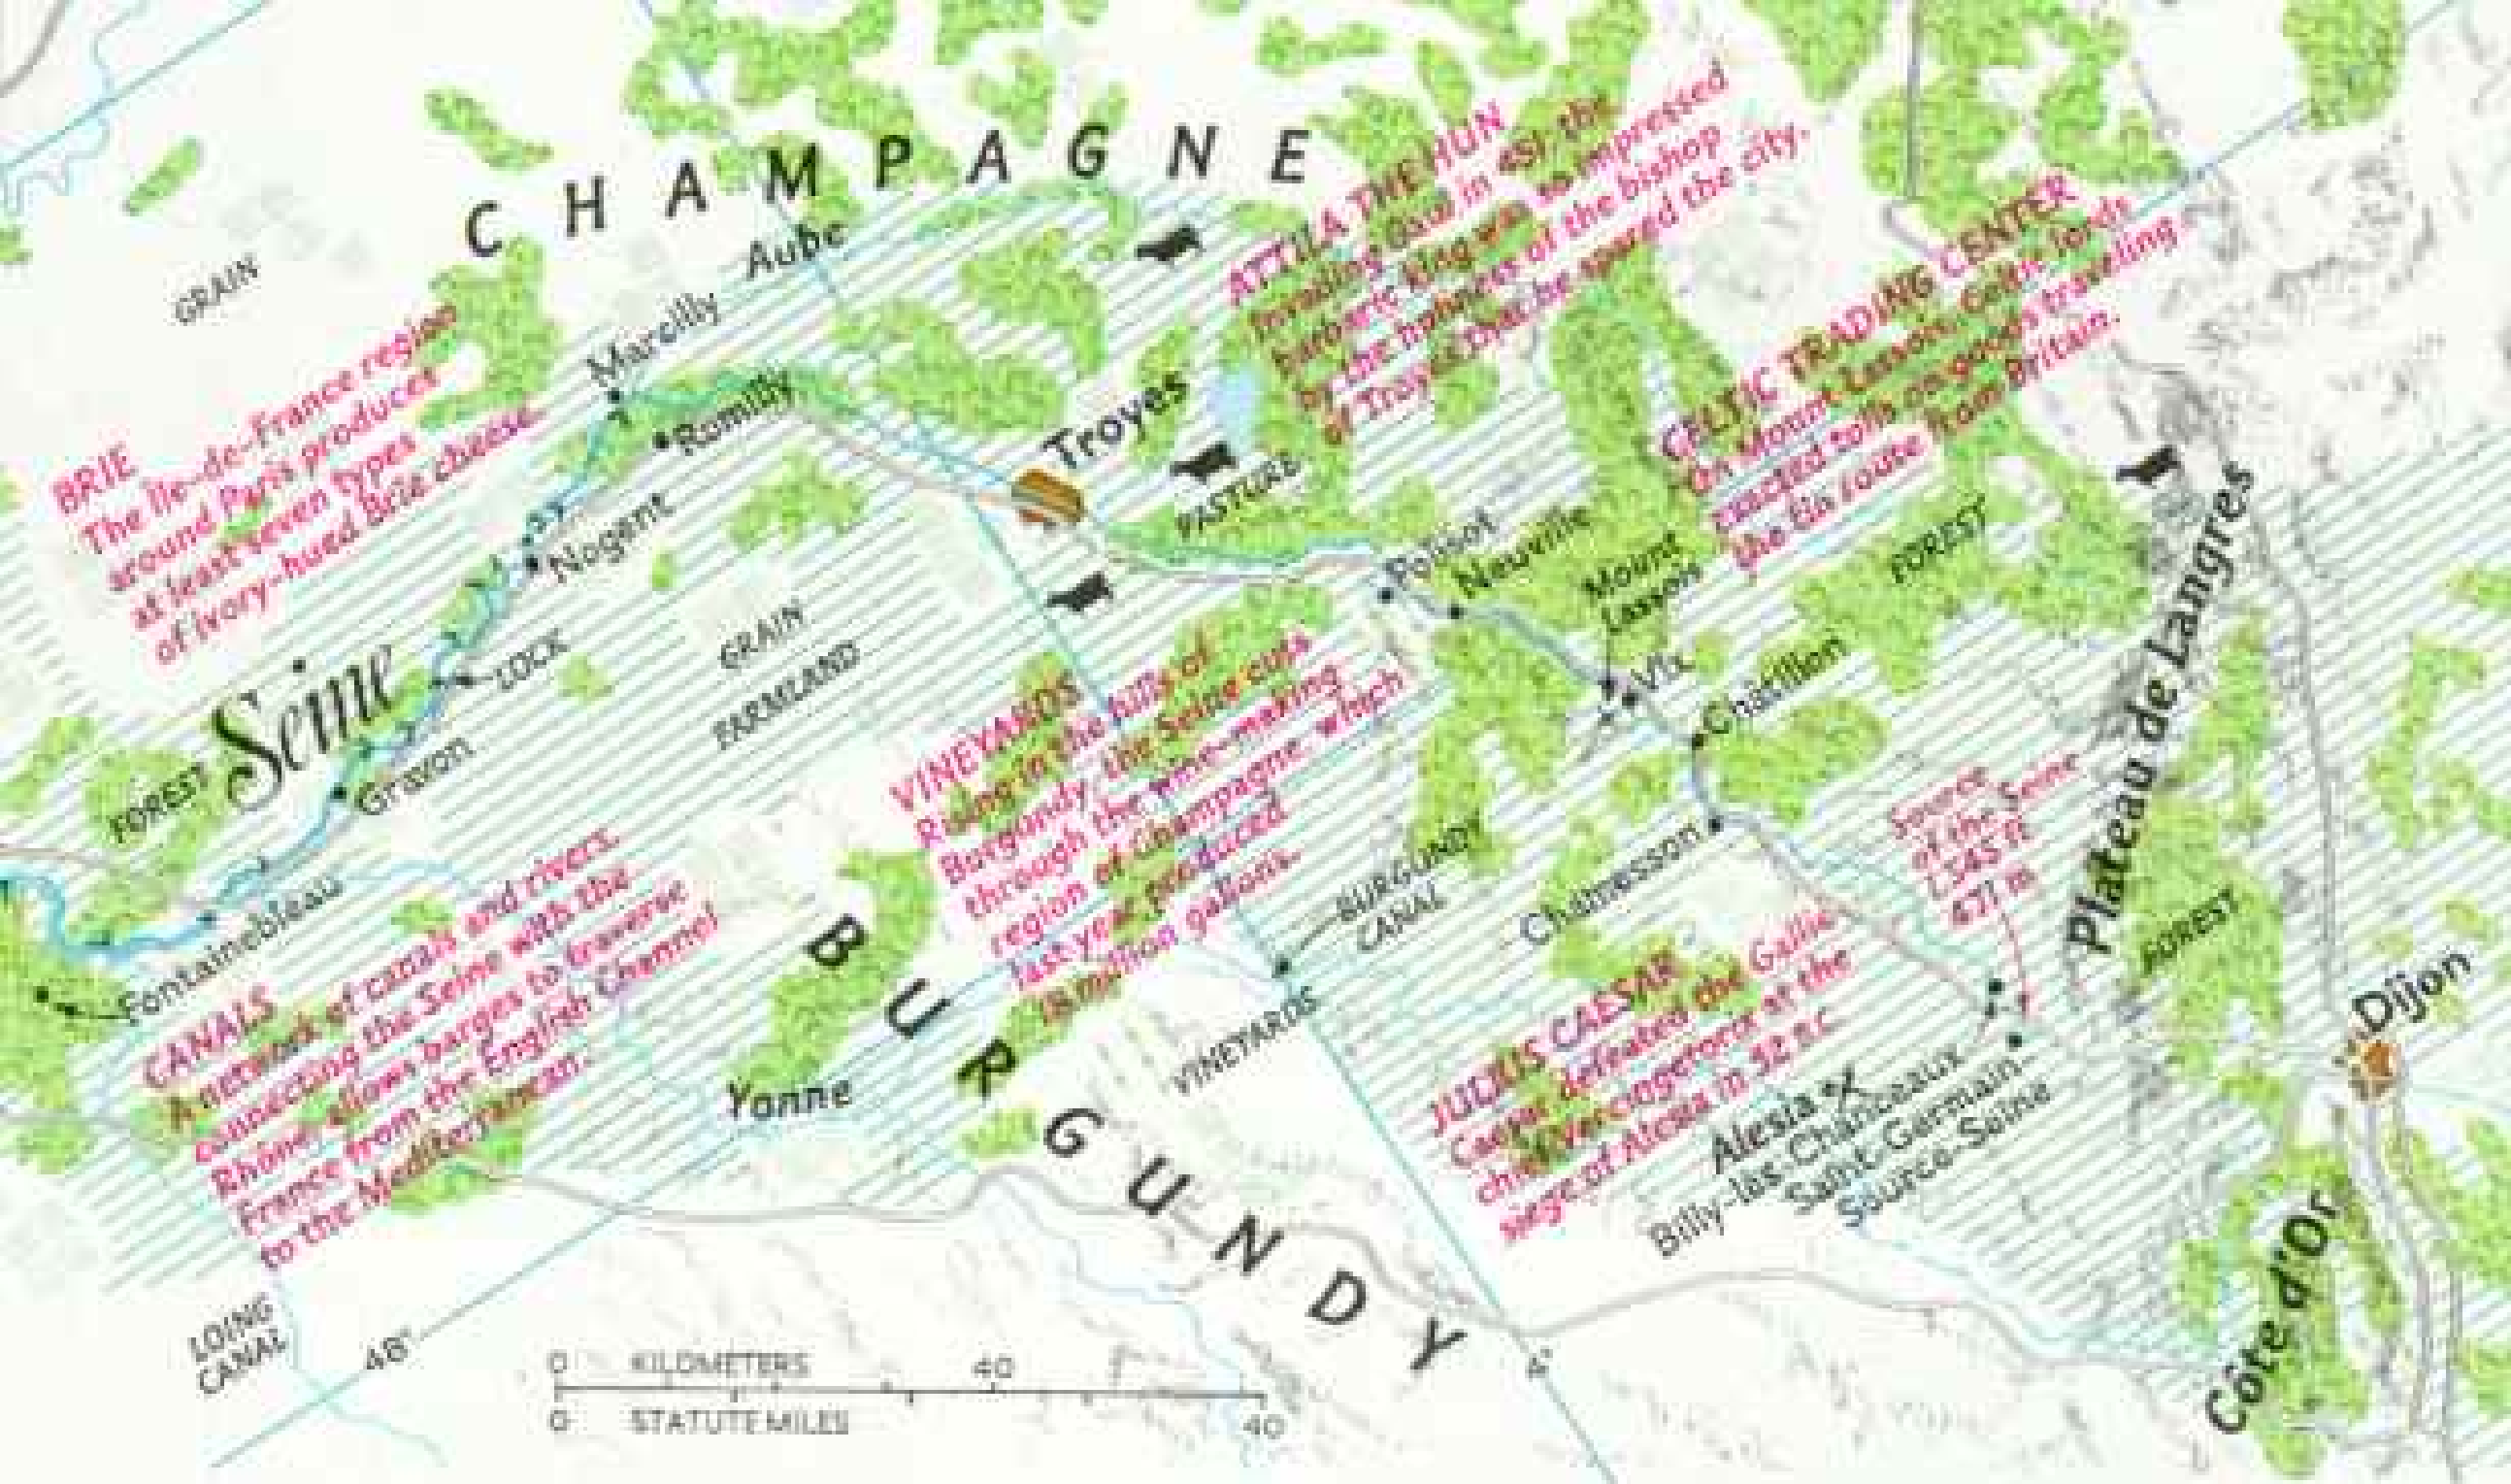 CHAMPAGNE
GRAIN
Aube
Marcilly
Romilly
BRIE
The Île-de-France region
around Paris produces
at least seven types
of ivory-hued Brie cheese.
ATTILA THE HUN
Invading Gaul in 451, the
barbaric king was so impressed
by the holiness of the bishop
of Troyes that he spared the city.
CELTIC TRADING CENTER
On Mount Lassois, Celtic lords
exacted tolls on goods traveling
the tin route from Britain.
Troyes
PASTURE
Nogent
LOCK
Seine
FOREST
Gravon
GRAIN
FARMLAND
Polisot
Neuville
Mount
Lassois
Vix
Châtillon
FOREST
Plateau de Langres
VINEYARDS
Rising in the hills of
Burgundy, the Seine cuts
through the wine-making
region of Champagne, which
last year produced
18 million gallons.
Source
of the Seine
1,545 ft
471 m
Chamesson
BURGUNDY
CANAL
FOREST
Dijon
Fontainebleau
CANALS
A network of canals and rivers,
connecting the Seine with the
Rhône, allows barges to traverse
France from the English Channel
to the Mediterranean.
BURGUNDY
Yonne
VINEYARDS
JULIUS CAESAR
Caesar defeated the Gallic
chief Vercingetorix at the
siege of Alesia in 52 B.C.
Alesia
Billy-lès-Chanceaux
Saint-Germain-
Source-Seine
Côte d'Or
LOING
CANAL
48°
4°
0 KILOMETERS 40
0 STATUTE MILES 40